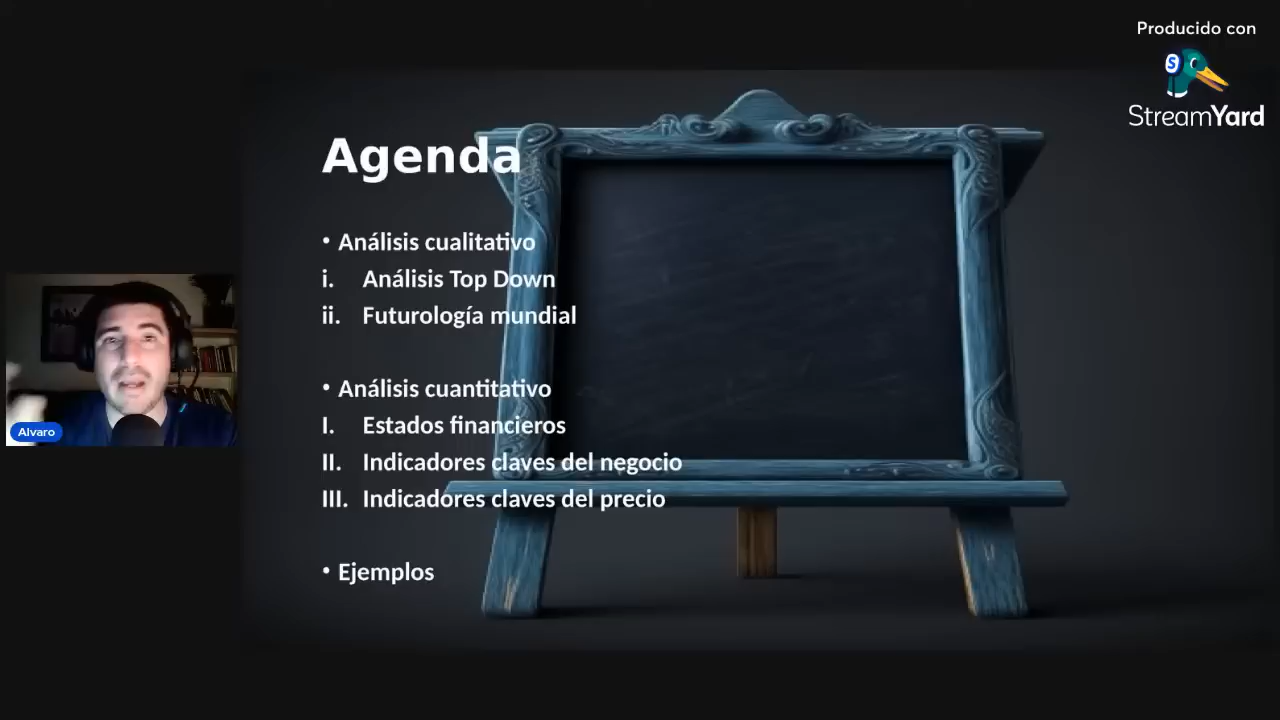 Producido con
StreamYard
Agenda
• Análisis cualitativo
i. Análisis Top Down
ii. Futurología mundial
• Análisis cuantitativo
I. Estados financieros
II. Indicadores claves del negocio
III. Indicadores claves del precio
• Ejemplos
Alvaro